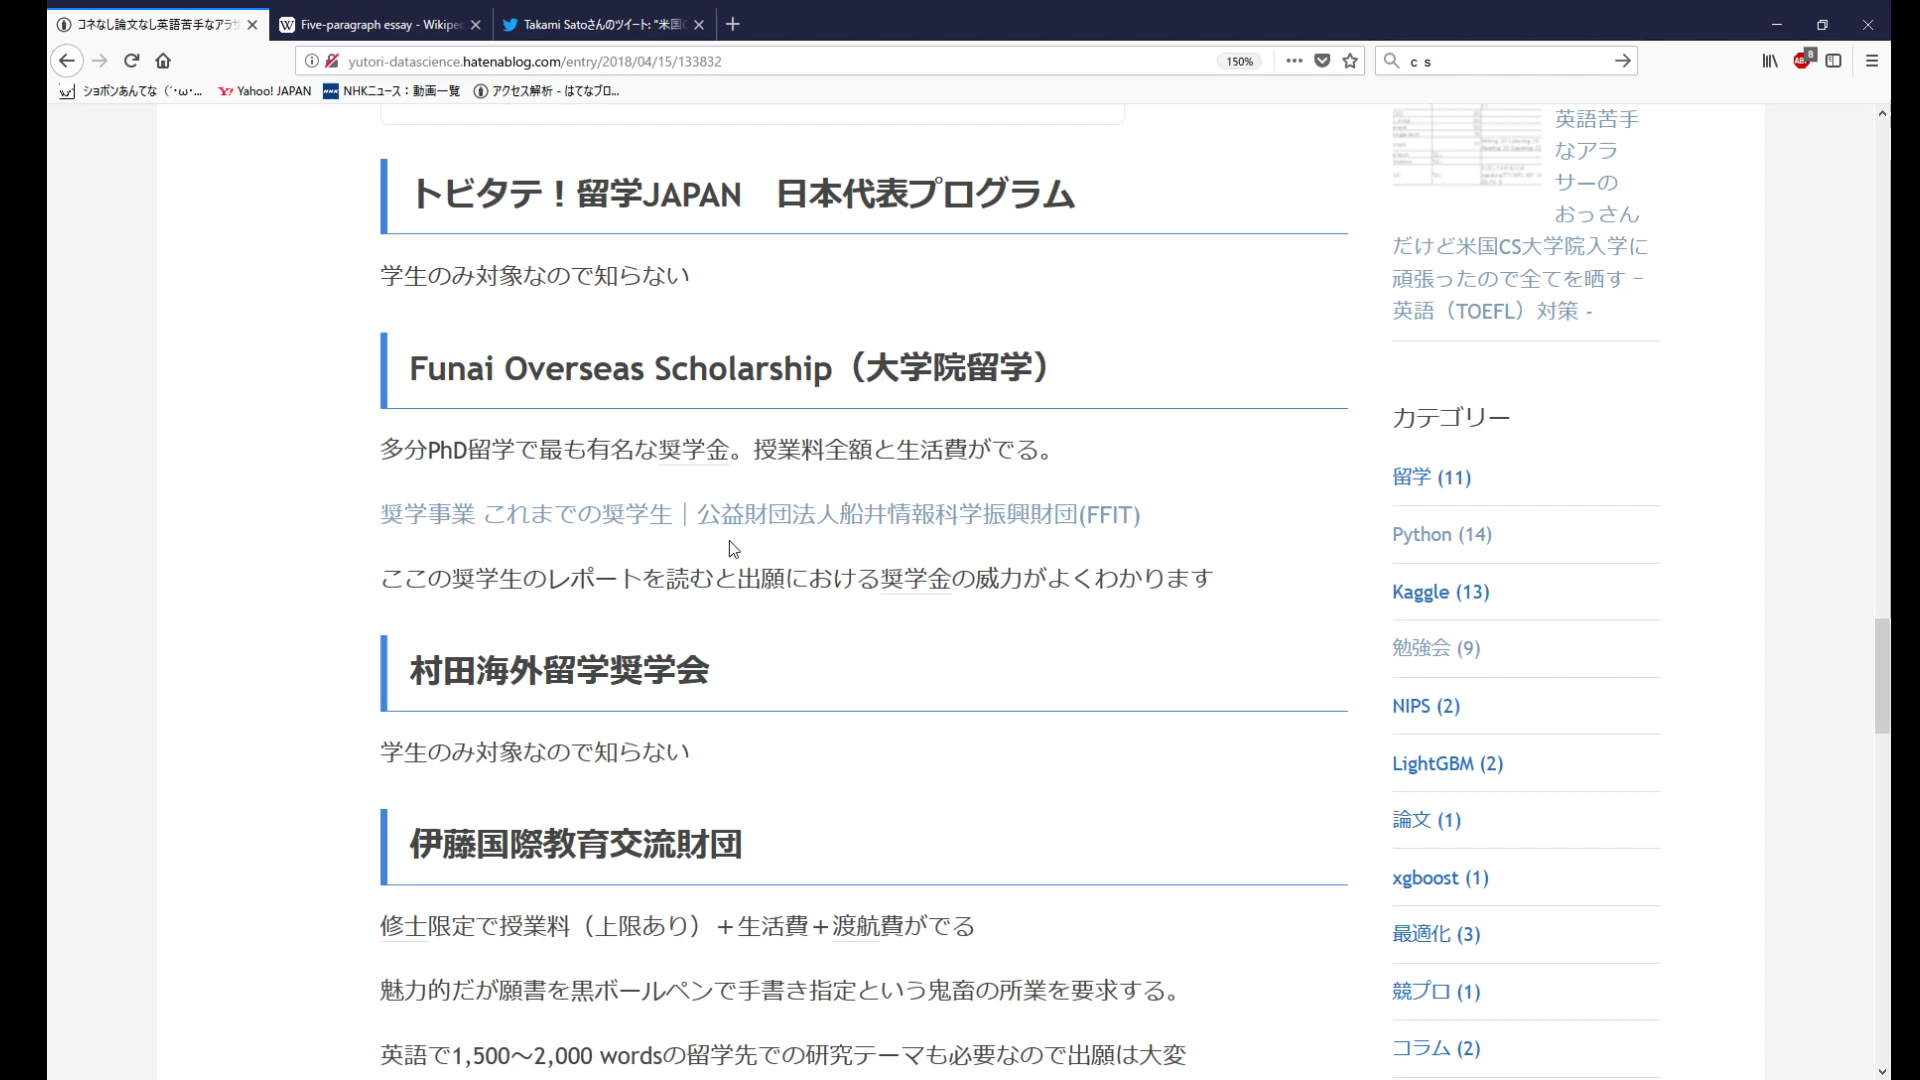 コネなし論文なし英語苦手なアラサ
Five-paragraph essay - Wikipe
Takami Satoさんのツイート: "米国C
yutori-datascience.hatenablog.com/entry/2018/04/15/133832
150%
c s
8
ショボンあんてな（´･ω･...
Yahoo! JAPAN
NHKニュース：動画一覧
アクセス解析 - はてなブロ...
トビタテ！留学JAPAN　日本代表プログラム
学生のみ対象なので知らない
Funai Overseas Scholarship（大学院留学）
多分PhD留学で最も有名な奨学金。授業料全額と生活費がでる。
奨学事業 これまでの奨学生｜公益財団法人船井情報科学振興財団(FFIT)
ここの奨学生のレポートを読むと出願における奨学金の威力がよくわかります
村田海外留学奨学会
学生のみ対象なので知らない
伊藤国際教育交流財団
修士限定で授業料（上限あり）＋生活費＋渡航費がでる
魅力的だが願書を黒ボールペンで手書き指定という鬼畜の所業を要求する。
英語で1,500～2,000 wordsの留学先での研究テーマも必要なので出願は大変
英語苦手
なアラ
サーの
おっさん
だけど米国CS大学院入学に
頑張ったので全てを晒す –
英語（TOEFL）対策 -
カテゴリー
留学 (11)
Python (14)
Kaggle (13)
勉強会 (9)
NIPS (2)
LightGBM (2)
論文 (1)
xgboost (1)
最適化 (3)
競プロ (1)
コラム (2)